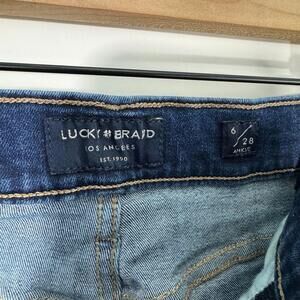 LUCKY BRAND
LOS ANGELES
EST. 1990
6/28
ANKLE